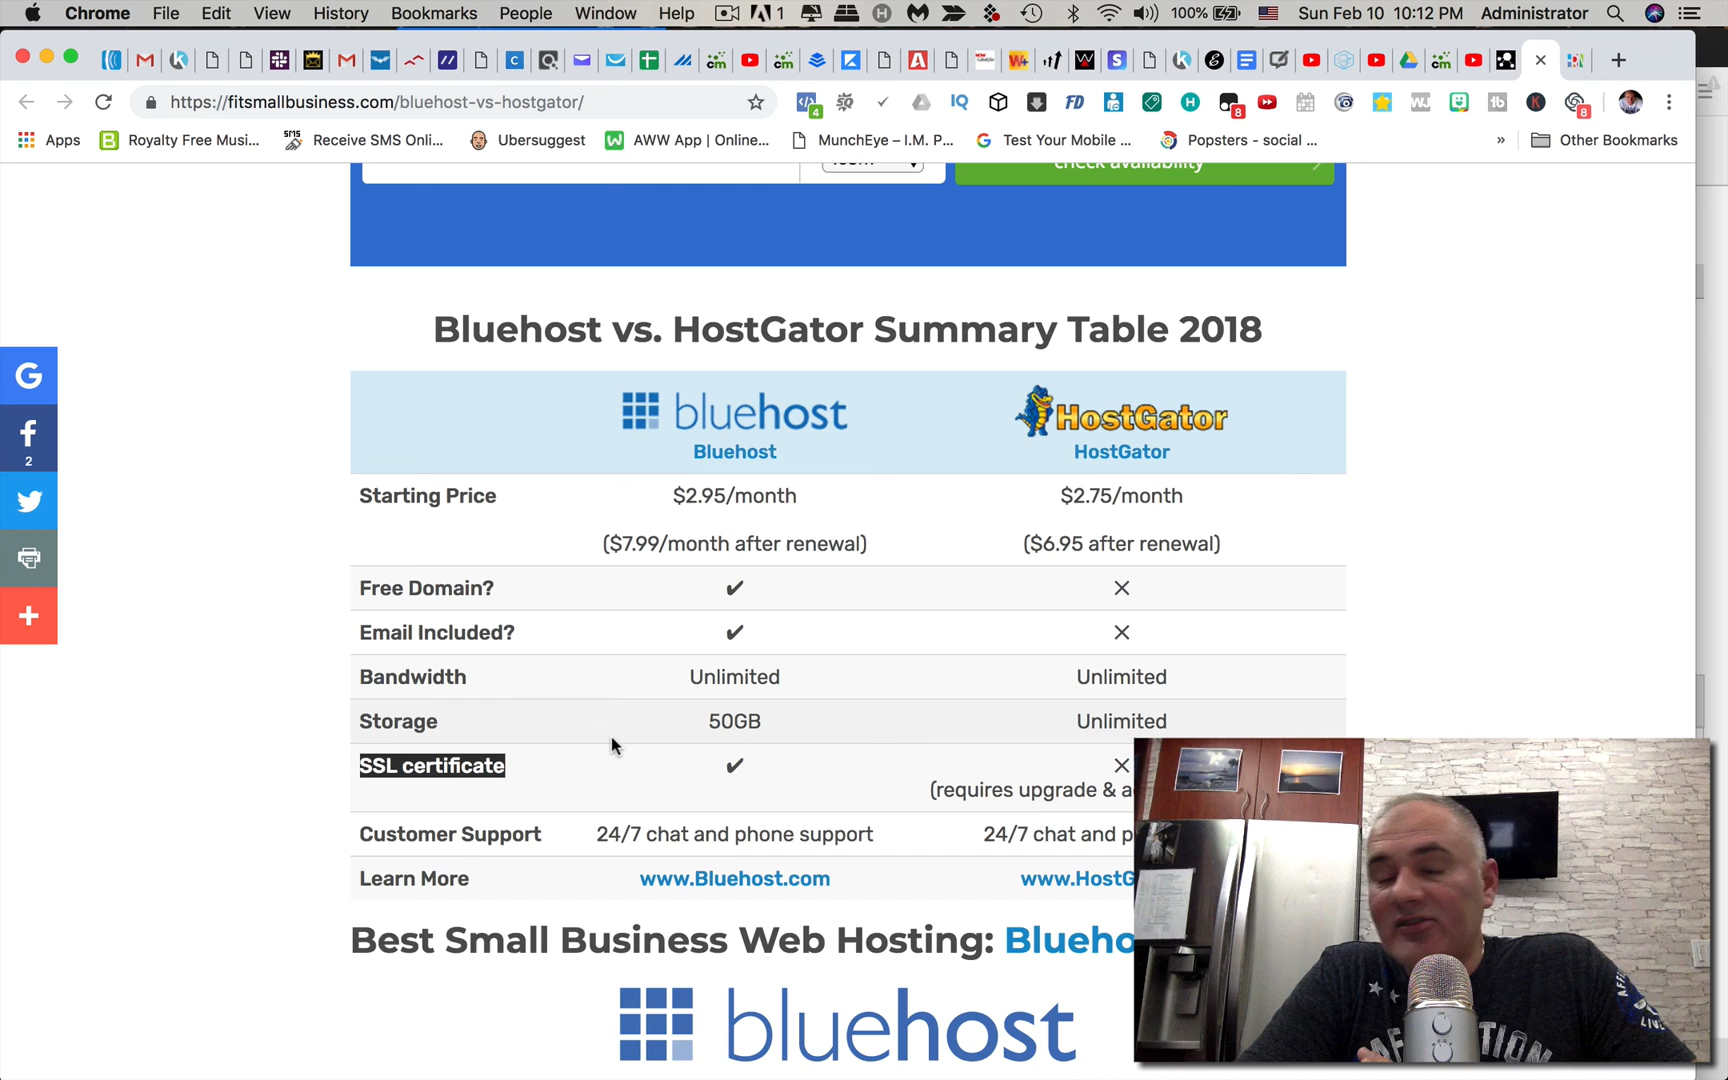 Chrome File Edit View History Bookmarks People Window Help 1 100% Sun Feb 10 10:12 PM Administrator
https://fitsmallbusiness.com/bluehost-vs-hostgator/
Apps Royalty Free Musi... Receive SMS Onli... Ubersuggest AWW App | Online... MunchEye – I.M. P... Test Your Mobile ... Popsters - social ... » Other Bookmarks
check availability
Bluehost vs. HostGator Summary Table 2018
bluehost HostGator
Bluehost HostGator
Starting Price $2.95/month $2.75/month
($7.99/month after renewal) ($6.95 after renewal)
Free Domain? ✔ ✕
Email Included? ✔ ✕
Bandwidth Unlimited Unlimited
Storage 50GB Unlimited
SSL certificate ✔ ✕
(requires upgrade &
Customer Support 24/7 chat and phone support 24/7 chat and p
Learn More www.Bluehost.com www.HostG
Best Small Business Web Hosting:Blueho
bluehost
2